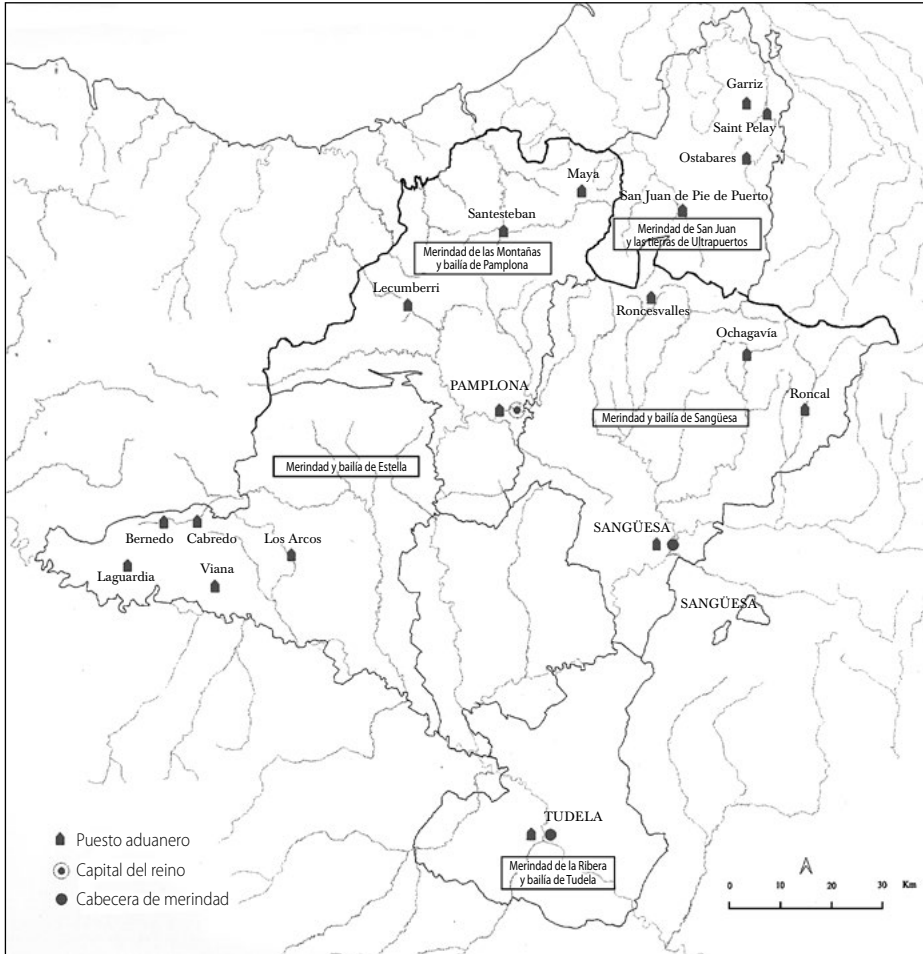 Garriz
Saint Pelay
Ostabares
Maya
San Juan de Pie de Puerto
Santesteban
Merindad de San Juan
y las tierras de Ultrapuertos
Merindad de las Montañas
y bailía de Pamplona
Lecumberri
Roncesvalles
Ochagavía
PAMPLONA
Roncal
Merindad y bailía de Sangüesa
Merindad y bailía de Estella
SANGÜESA
Bernedo
Cabredo
Los Arcos
Laguardia
Viana
SANGÜESA
TUDELA
Puesto aduanero
Merindad de la Ribera
y bailía de Tudela
Capital del reino
Cabecera de merindad
0 10 20 30 Km